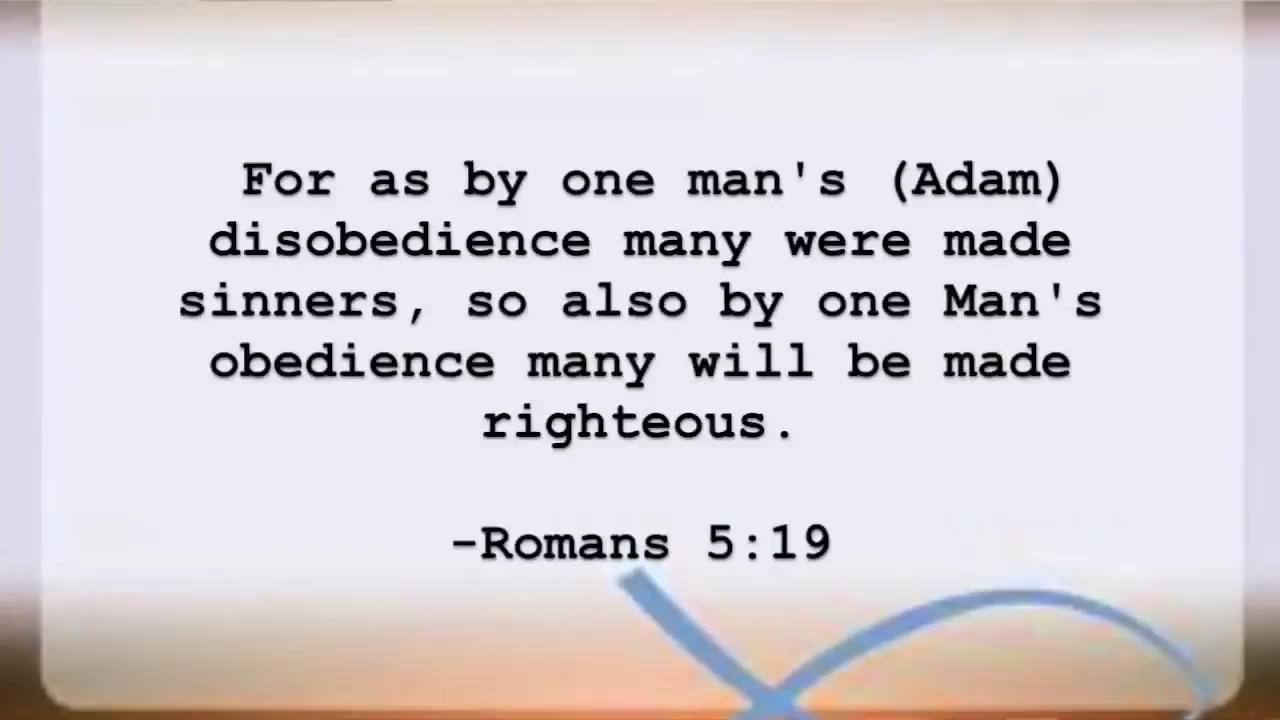 For as by one man's (Adam)
disobedience many were made
sinners, so also by one Man's
obedience many will be made
righteous.
-Romans 5:19